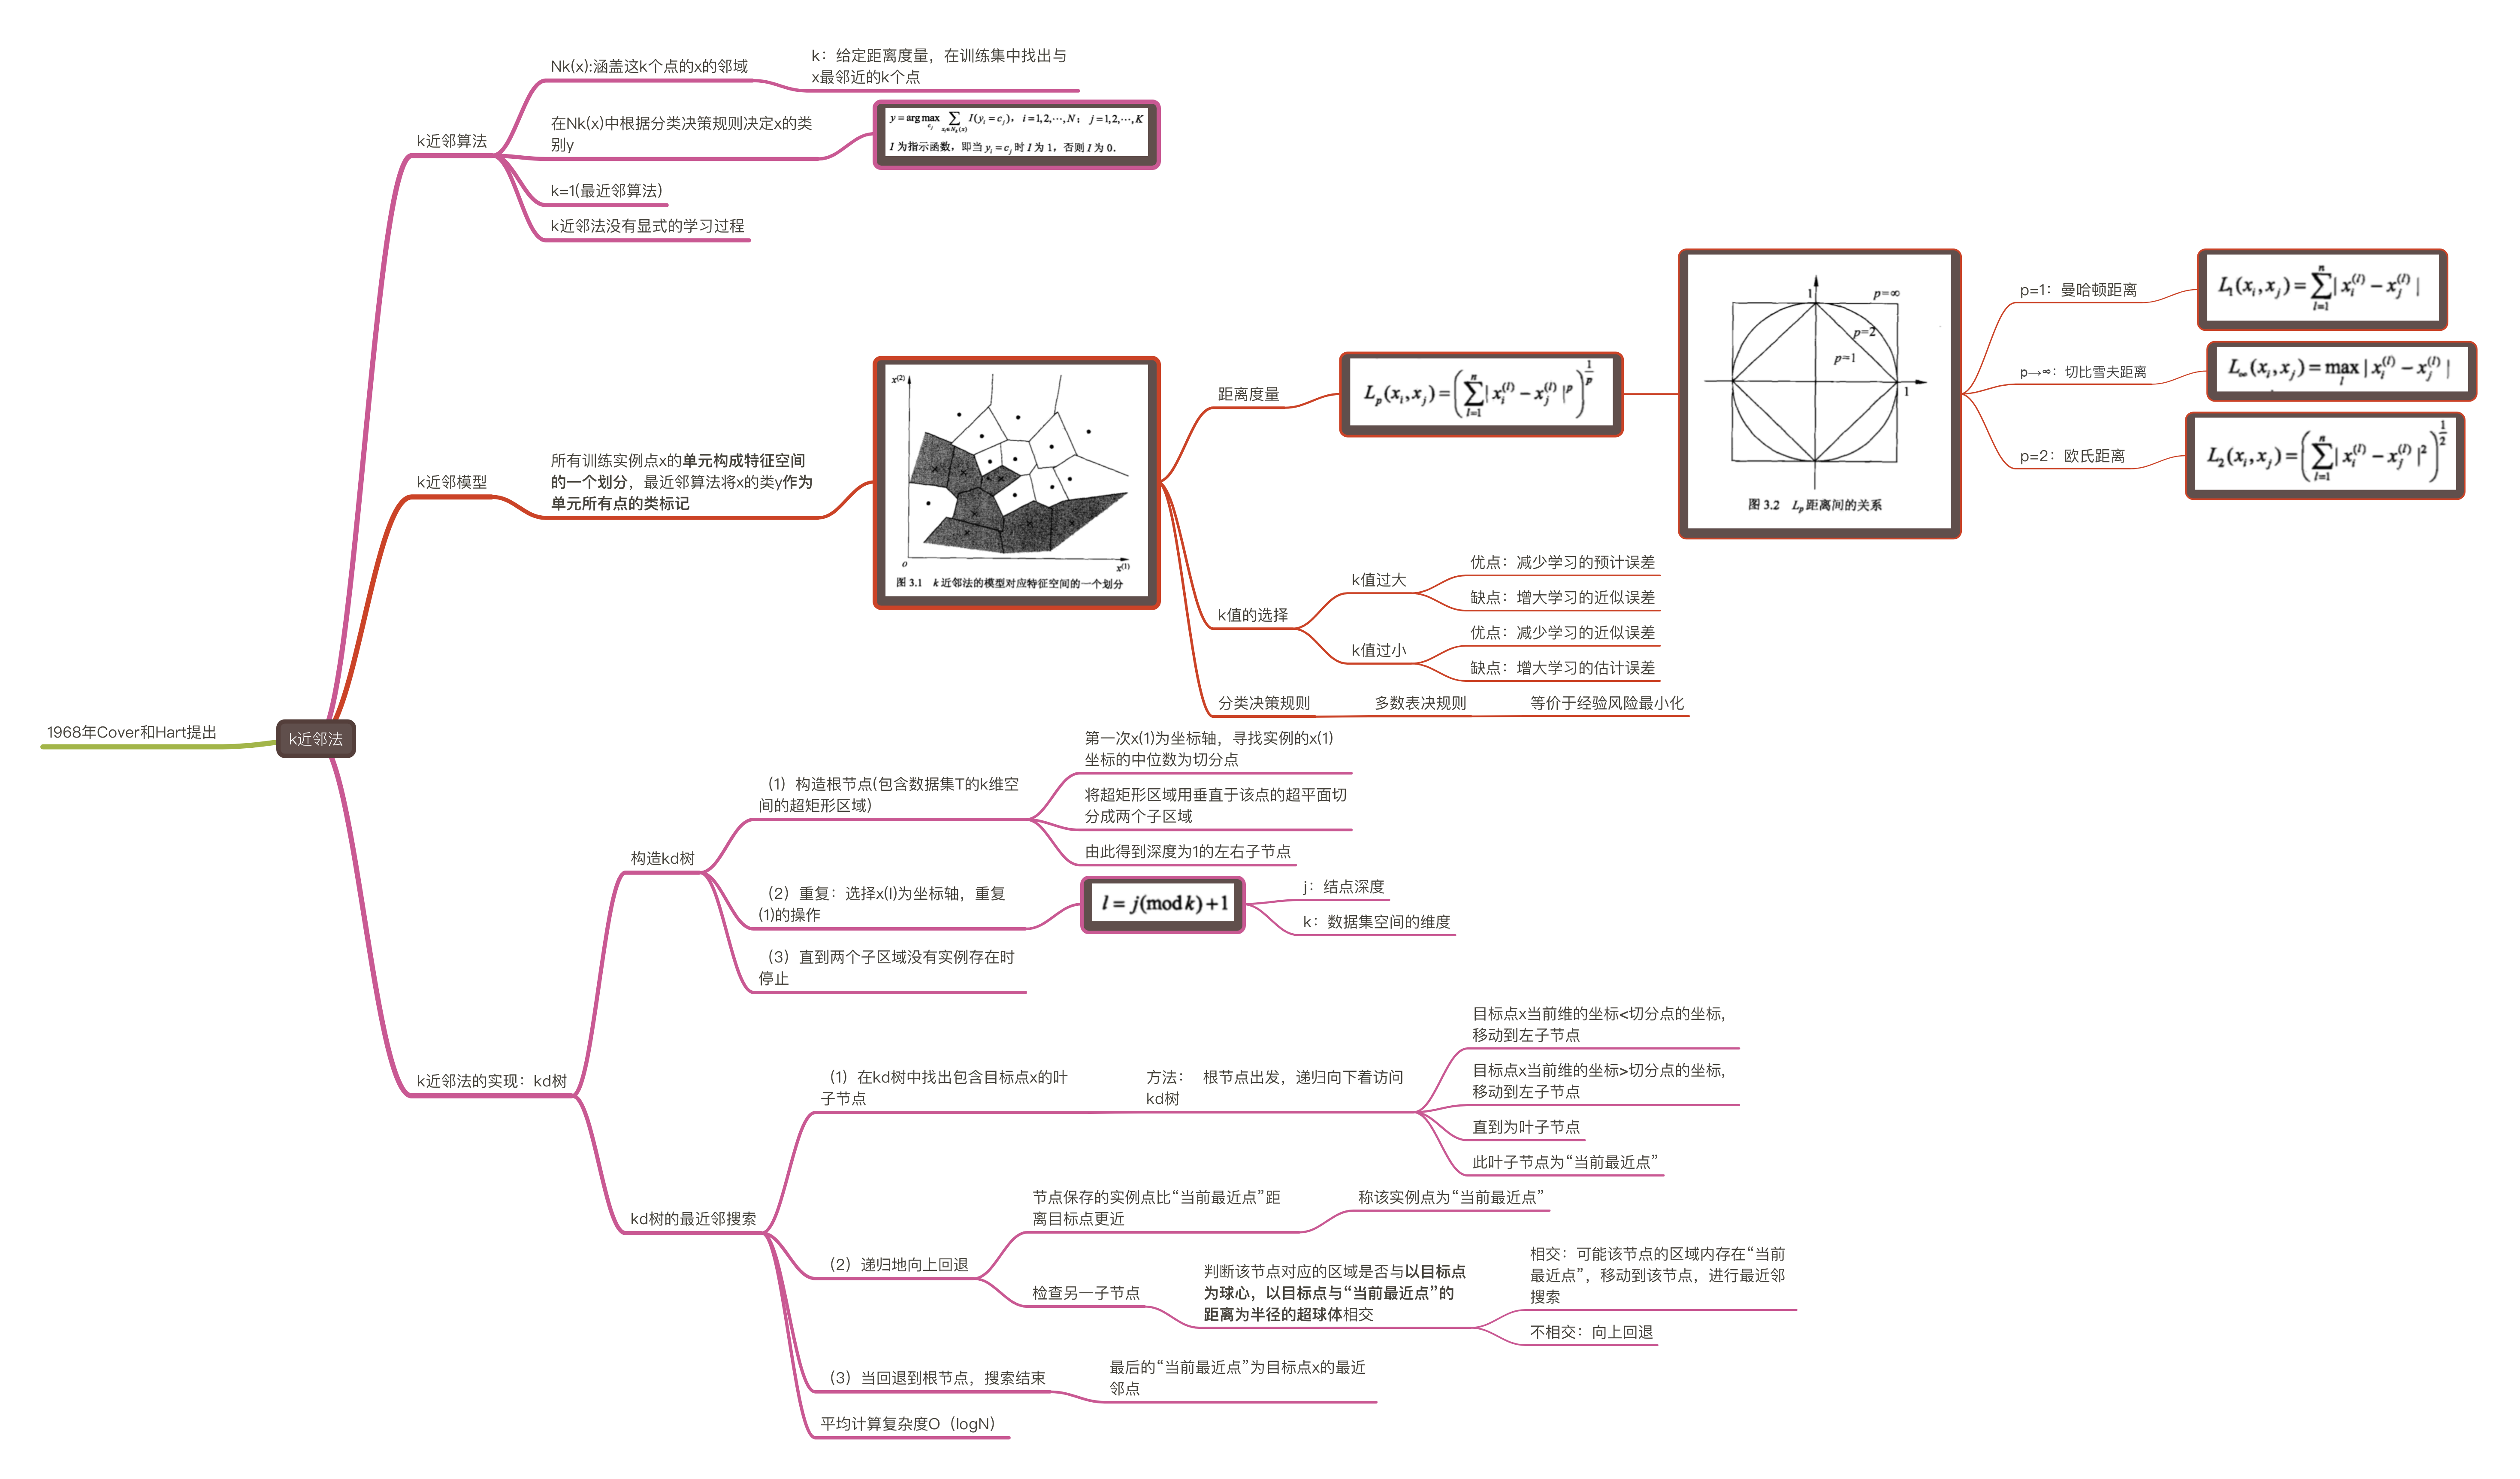 1968年Cover和Hart提出
k近邻法
k近邻算法
Nk(x):涵盖这k个点的x的邻域
k：给定距离度量，在训练集中找出与
x最邻近的k个点
在Nk(x)中根据分类决策规则决定x的类
别y
y = arg max_{c_j} ∑_{x_i∈N_k(x)} I(y_i = c_j)， i=1,2,⋯,N； j=1,2,⋯,K
I 为指示函数，即当 y_i = c_j 时 I 为 1，否则 I 为 0.
k=1(最近邻算法)
k近邻法没有显式的学习过程
k近邻模型
所有训练实例点x的单元构成特征空间
的一个划分，最近邻算法将x的类y作为
单元所有点的类标记
x^(2)
O
x^(1)
图 3.1 k 近邻法的模型对应特征空间的一个划分
距离度量
L_p(x_i, x_j) = (∑_{l=1}^{n} | x_i^(l) − x_j^(l) |^p)^{1/p}
1
p=∞
p=2
p=1
1
图 3.2 L_p 距离间的关系
p=1：曼哈顿距离
L_1(x_i, x_j) = ∑_{l=1}^{n} | x_i^(l) − x_j^(l) |
p→∞：切比雪夫距离
L_∞(x_i, x_j) = max_l | x_i^(l) − x_j^(l) |
p=2：欧氏距离
L_2(x_i, x_j) = (∑_{l=1}^{n} | x_i^(l) − x_j^(l) |^2)^{1/2}
k值的选择
k值过大
优点：减少学习的预计误差
缺点：增大学习的近似误差
k值过小
优点：减少学习的近似误差
缺点：增大学习的估计误差
分类决策规则
多数表决规则
等价于经验风险最小化
k近邻法的实现：kd树
构造kd树
（1）构造根节点(包含数据集T的k维空
间的超矩形区域)
第一次x(1)为坐标轴，寻找实例的x(1)
坐标的中位数为切分点
将超矩形区域用垂直于该点的超平面切
分成两个子区域
由此得到深度为1的左右子节点
（2）重复：选择x(l)为坐标轴，重复
(1)的操作
l = j(mod k)+1
j：结点深度
k：数据集空间的维度
（3）直到两个子区域没有实例存在时
停止
kd树的最近邻搜索
（1）在kd树中找出包含目标点x的叶
子节点
方法： 根节点出发，递归向下着访问
kd树
目标点x当前维的坐标<切分点的坐标，
移动到左子节点
目标点x当前维的坐标>切分点的坐标，
移动到左子节点
直到为叶子节点
此叶子节点为“当前最近点”
（2）递归地向上回退
节点保存的实例点比“当前最近点”距
离目标点更近
称该实例点为“当前最近点”
检查另一子节点
判断该节点对应的区域是否与以目标点
为球心，以目标点与“当前最近点”的
距离为半径的超球体相交
相交：可能该节点的区域内存在“当前
最近点”，移动到该节点，进行最近邻
搜索
不相交：向上回退
（3）当回退到根节点，搜索结束
最后的“当前最近点”为目标点x的最近
邻点
平均计算复杂度O（logN）